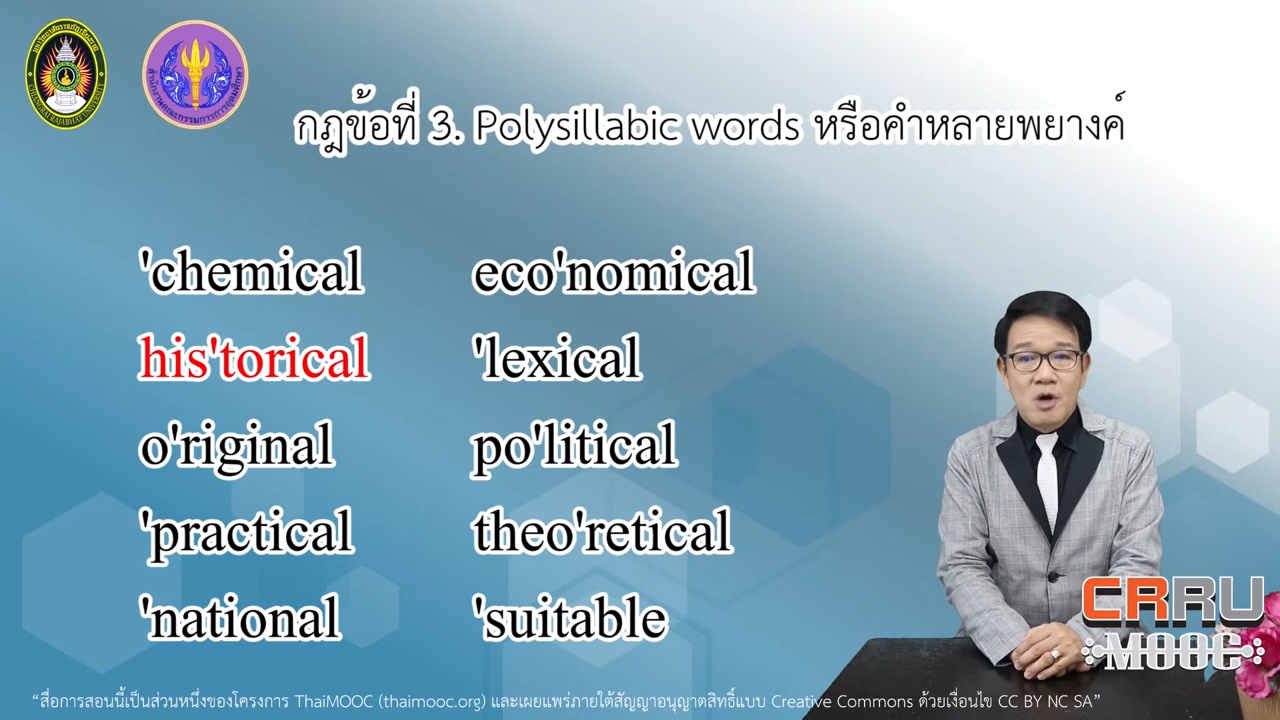 กฎข้อที่ 3. Polysillabic words หรือคำหลายพยางค์
'chemical
his'torical
o'riginal
'practical
'national
eco'nomical
'lexical
po'litical
theo'retical
'suitable
CRRU
MOOC
“สื่อการสอนนี้เป็นส่วนหนึ่งของโครงการ ThaiMOOC (thaimooc.org) และเผยแพร่ภายใต้สัญญาอนุญาตสิทธิ์แบบ Creative Commons ด้วยเงื่อนไข CC BY NC SA”